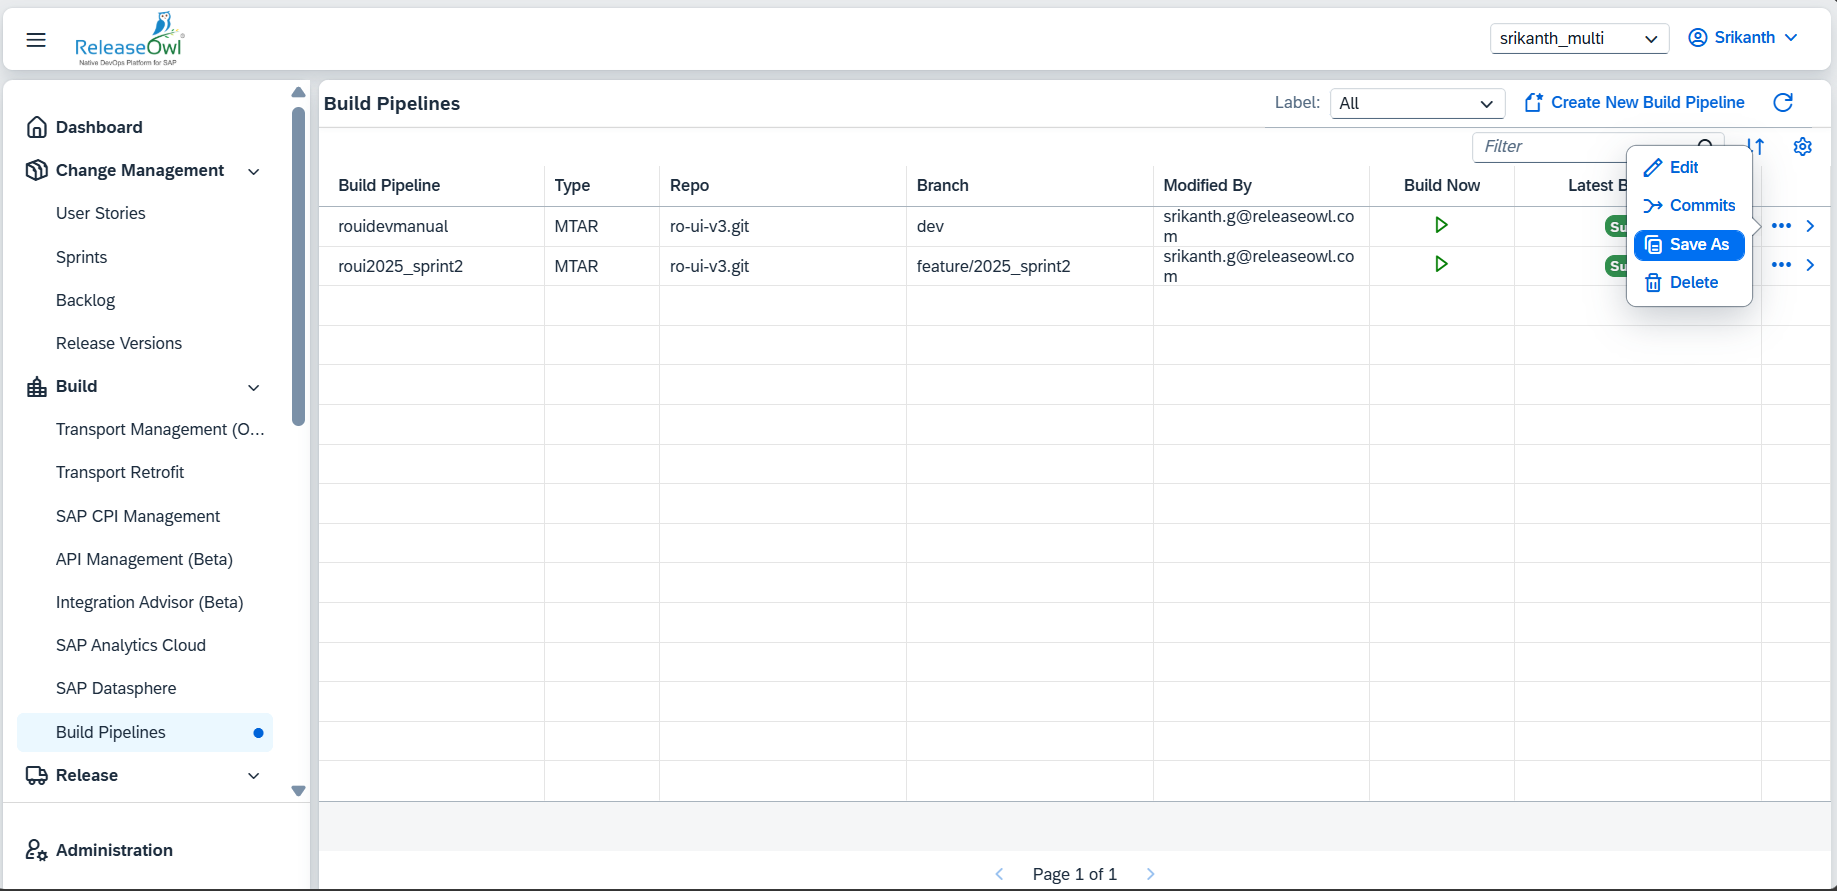 ReleaseOwl
Native DevOps Platform for SAP
srikanth_multi
Srikanth
Dashboard
Change Management
User Stories
Sprints
Backlog
Release Versions
Build
Transport Management (O...
Transport Retrofit
SAP CPI Management
API Management (Beta)
Integration Advisor (Beta)
SAP Analytics Cloud
SAP Datasphere
Build Pipelines
Release
Administration
Build Pipelines
Label: All
Create New Build Pipeline
Filter
Build Pipeline Type Repo Branch Modified By Build Now Latest B
rouidevmanual MTAR ro-ui-v3.git dev srikanth.g@releaseowl.co
m
Su
roui2025_sprint2 MTAR ro-ui-v3.git feature/2025_sprint2 srikanth.g@releaseowl.co
m
Su
Edit
Commits
Save As
Delete
Page 1 of 1